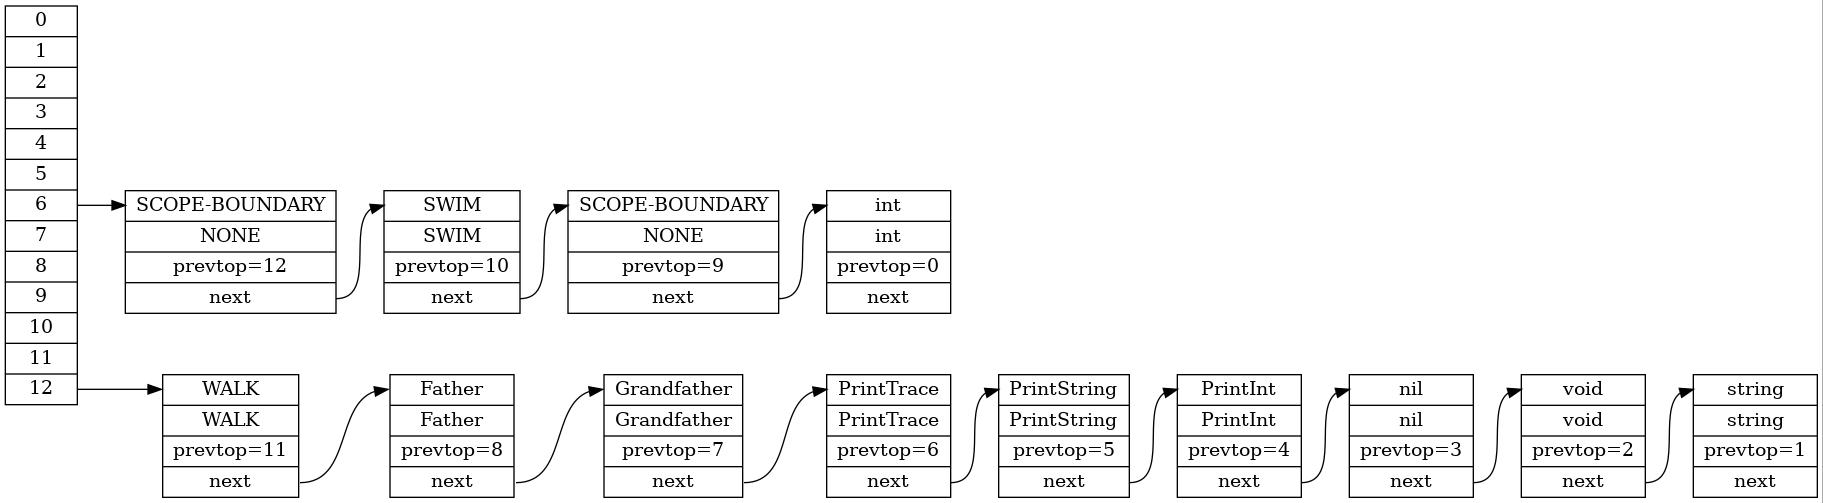 0
1
2
3
4
5
6
7
8
9
10
11
12
SCOPE-BOUNDARY
NONE
prevtop=12
next
SWIM
SWIM
prevtop=10
next
SCOPE-BOUNDARY
NONE
prevtop=9
next
int
int
prevtop=0
next
WALK
WALK
prevtop=11
next
Father
Father
prevtop=8
next
Grandfather
Grandfather
prevtop=7
next
PrintTrace
PrintTrace
prevtop=6
next
PrintString
PrintString
prevtop=5
next
PrintInt
PrintInt
prevtop=4
next
nil
nil
prevtop=3
next
void
void
prevtop=2
next
string
string
prevtop=1
next